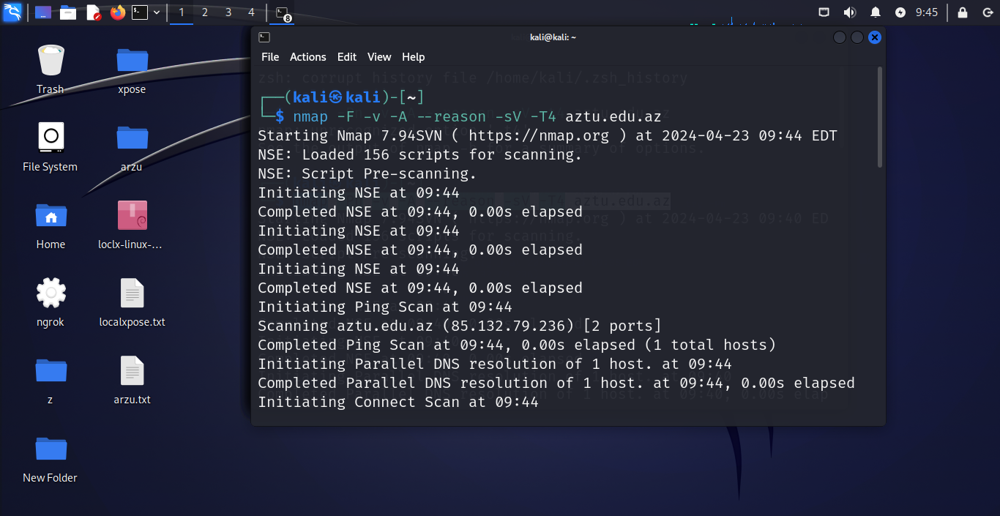 1 2 3 4 8 9:45
Trash
xpose
File System
arzu
Home
loclx-linux-...
ngrok
localxpose.txt
z
arzu.txt
New Folder
kali@kali: ~
File Actions Edit View Help
zsh: corrupt history file /home/kali/.zsh_history
┌──(kali㉿kali)-[~]
└─$ nmap -F -v -A --reason -sV -T4 aztu.edu.az
Starting Nmap 7.94SVN ( https://nmap.org ) at 2024-04-23 09:44 EDT
NSE: Loaded 156 scripts for scanning.
NSE: Script Pre-scanning.
Initiating NSE at 09:44
Completed NSE at 09:44, 0.00s elapsed
Initiating NSE at 09:44
Completed NSE at 09:44, 0.00s elapsed
Initiating NSE at 09:44
Completed NSE at 09:44, 0.00s elapsed
Initiating Ping Scan at 09:44
Scanning aztu.edu.az (85.132.79.236) [2 ports]
Completed Ping Scan at 09:44, 0.00s elapsed (1 total hosts)
Initiating Parallel DNS resolution of 1 host. at 09:44
Completed Parallel DNS resolution of 1 host. at 09:44, 0.00s elapsed
Initiating Connect Scan at 09:44